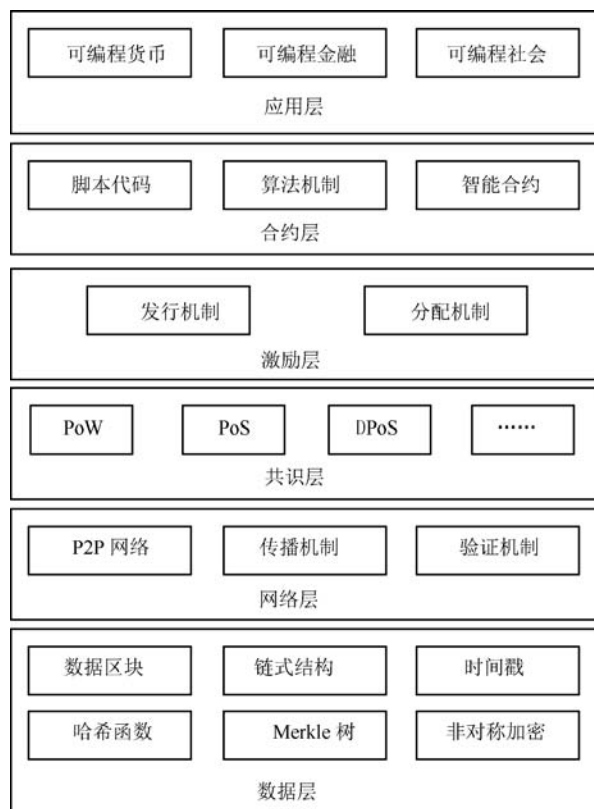 可编程货币 可编程金融 可编程社会
应用层
脚本代码 算法机制 智能合约
合约层
发行机制 分配机制
激励层
PoW PoS DPoS ……
共识层
P2P 网络 传播机制 验证机制
网络层
数据区块 链式结构 时间戳
哈希函数 Merkle 树 非对称加密
数据层